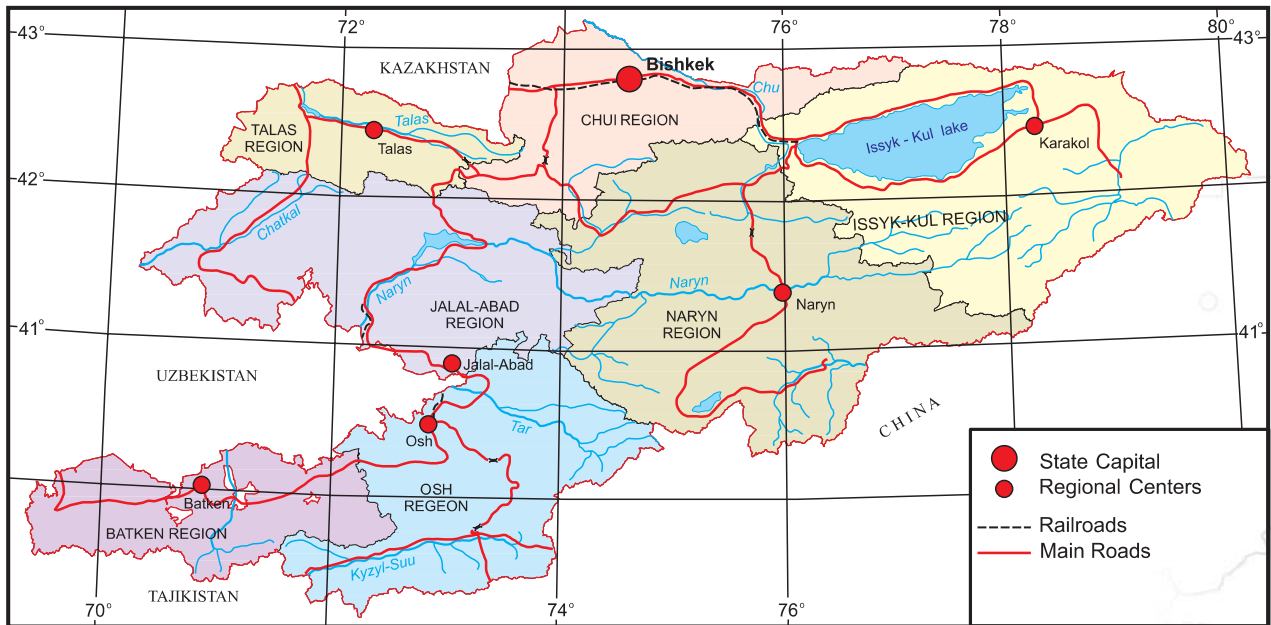 72°
76°
78°
80°
43°
43°
KAZAKHSTAN
Bishkek
Chu
CHUI REGION
TALAS
REGION
Talas
Talas
Issyk - Kul lake
Karakol
42°
Chatkal
ISSYK-KUL REGION
Naryn
Naryn
Naryn
JALAL-ABAD
REGION
NARYN
REGION
41°
41°
UZBEKISTAN
Jalal-Abad
CHINA
Osh
Tar
Batken
OSH
REGEON
BATKEN REGION
Kyzyl-Suu
TAJIKISTAN
70°
74°
76°
State Capital
Regional Centers
Railroads
Main Roads